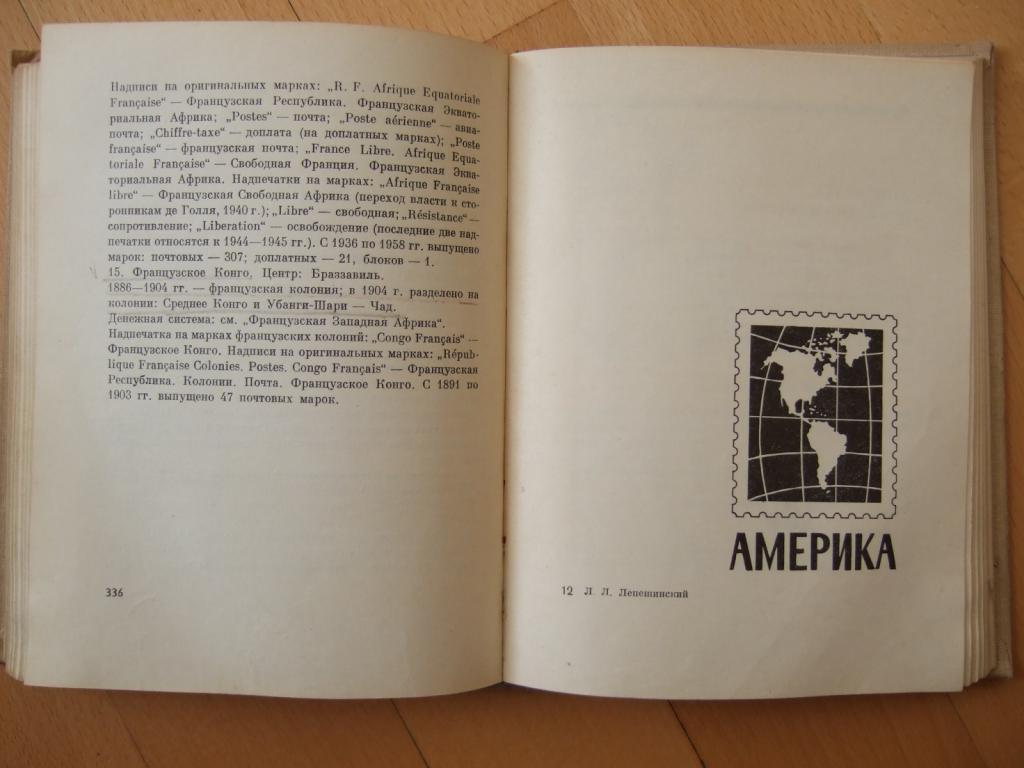 Надписи на оригинальных марках: „R. F. Afrique Equatoriale
Française“ — Французская Республика. Французская Эквато-
риальная Африка; „Postes“ — почта; „Poste aérienne“ — авиа-
почта; „Chiffre-taxe“ — доплата (на доплатных марках); „Poste
française“ — французская почта; „France Libre. Afrique Equa-
toriale Française“ — Свободная Франция. Французская Эква-
ториальная Африка. Надпечатки на марках: „Afrique Française
libre“ — Французская Свободная Африка (переход власти к сто-
ронникам де Голля, 1940 г.); „Libre“ — свободная; „Résistance“ —
сопротивление; „Liberation“ — освобождение (последние две над-
печатки относятся к 1944—1945 гг.). С 1936 по 1958 гг. выпущено
марок: почтовых — 307; доплатных — 21, блоков — 1.
15. Французское Конго. Центр: Браззавиль.
1886—1904 гг. — французская колония; в 1904 г. разделено на
колонии: Среднее Конго и Убанги-Шари — Чад.
Денежная система: см. „Французская Западная Африка“.
Надпечатка на марках французских колоний: „Congo Français“ —
Французское Конго. Надписи на оригинальных марках: „Répub-
lique Française Colonies. Postes. Congo Français“ — Французская
Республика. Колонии. Почта. Французское Конго. С 1891 по
1903 гг. выпущено 47 почтовых марок.
336
АМЕРИКА
12 Л. Л. Лепешинский